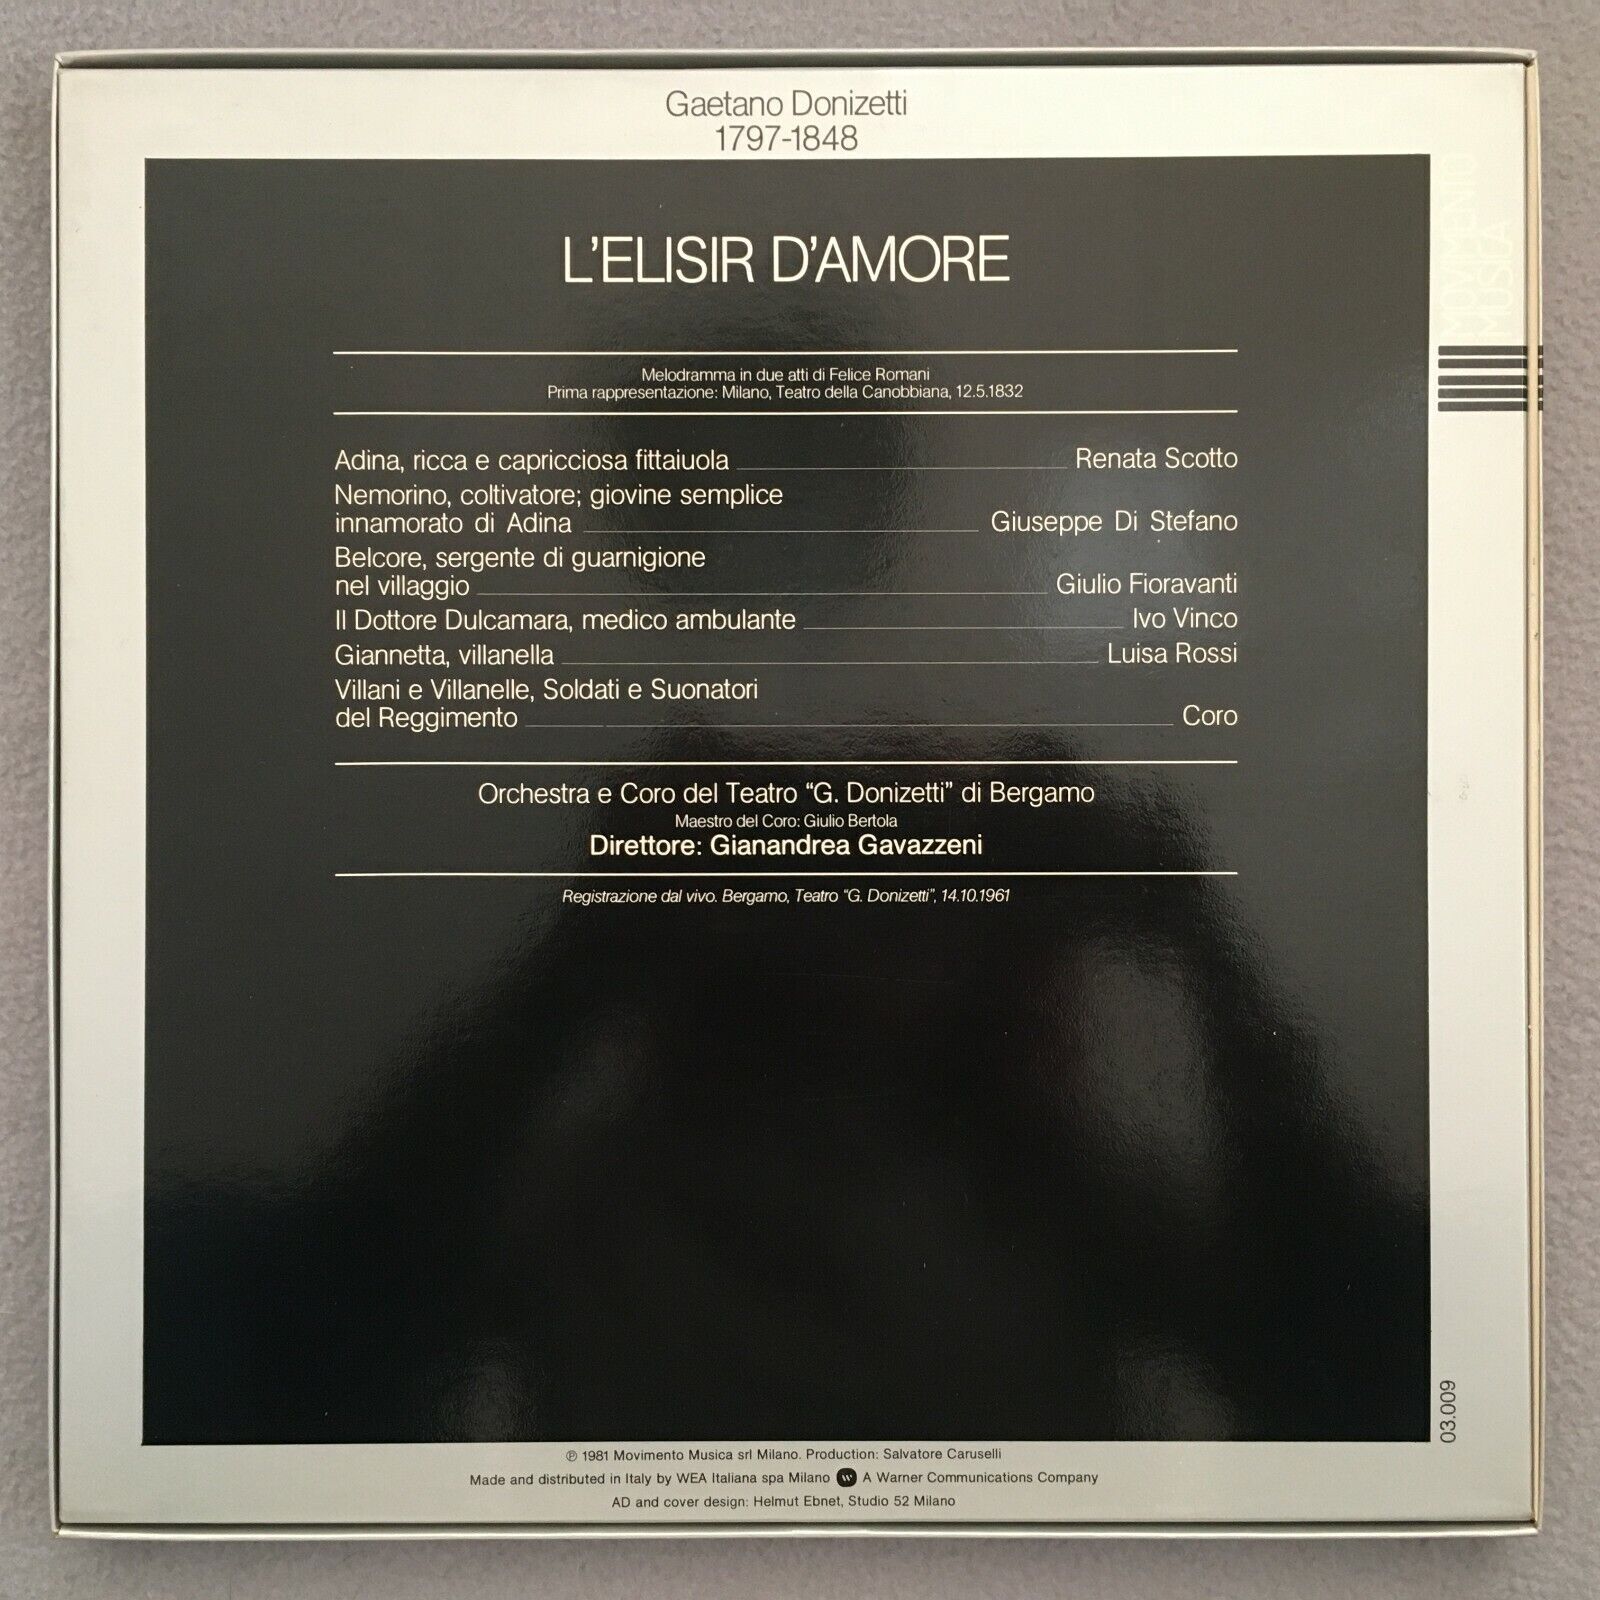 Gaetano Donizetti
1797-1848
MOVIMENTO
MUSICA
L'ELISIR D'AMORE
Melodramma in due atti di Felice Romani
Prima rappresentazione: Milano, Teatro della Canobbiana, 12.5.1832
Adina, ricca e capricciosa fittaiuola Renata Scotto
Nemorino, coltivatore; giovine semplice
innamorato di Adina Giuseppe Di Stefano
Belcore, sergente di guarnigione
nel villaggio Giulio Fioravanti
Il Dottore Dulcamara, medico ambulante Ivo Vinco
Giannetta, villanella Luisa Rossi
Villani e Villanelle, Soldati e Suonatori
del Reggimento Coro
Orchestra e Coro del Teatro "G. Donizetti" di Bergamo
Maestro del Coro: Giulio Bertola
Direttore: Gianandrea Gavazzeni
Registrazione dal vivo. Bergamo, Teatro "G. Donizetti", 14.10.1961
03.009
℗ 1981 Movimento Musica srl Milano. Production: Salvatore Caruselli
Made and distributed in Italy by WEA Italiana spa Milano W A Warner Communications Company
AD and cover design: Helmut Ebnet, Studio 52 Milano